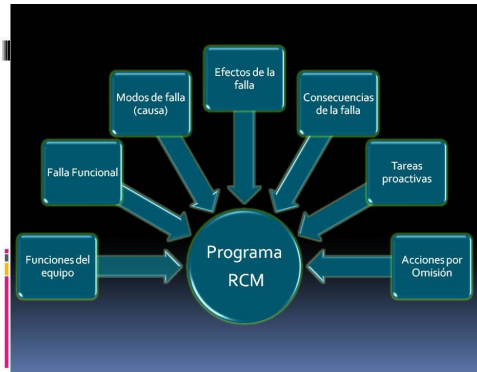 Funciones del
equipo
Falla Funcional
Modos de falla
(causa)
Efectos de la
falla
Consecuencias
de la falla
Tareas
proactivas
Acciones por
Omisión
Programa
RCM